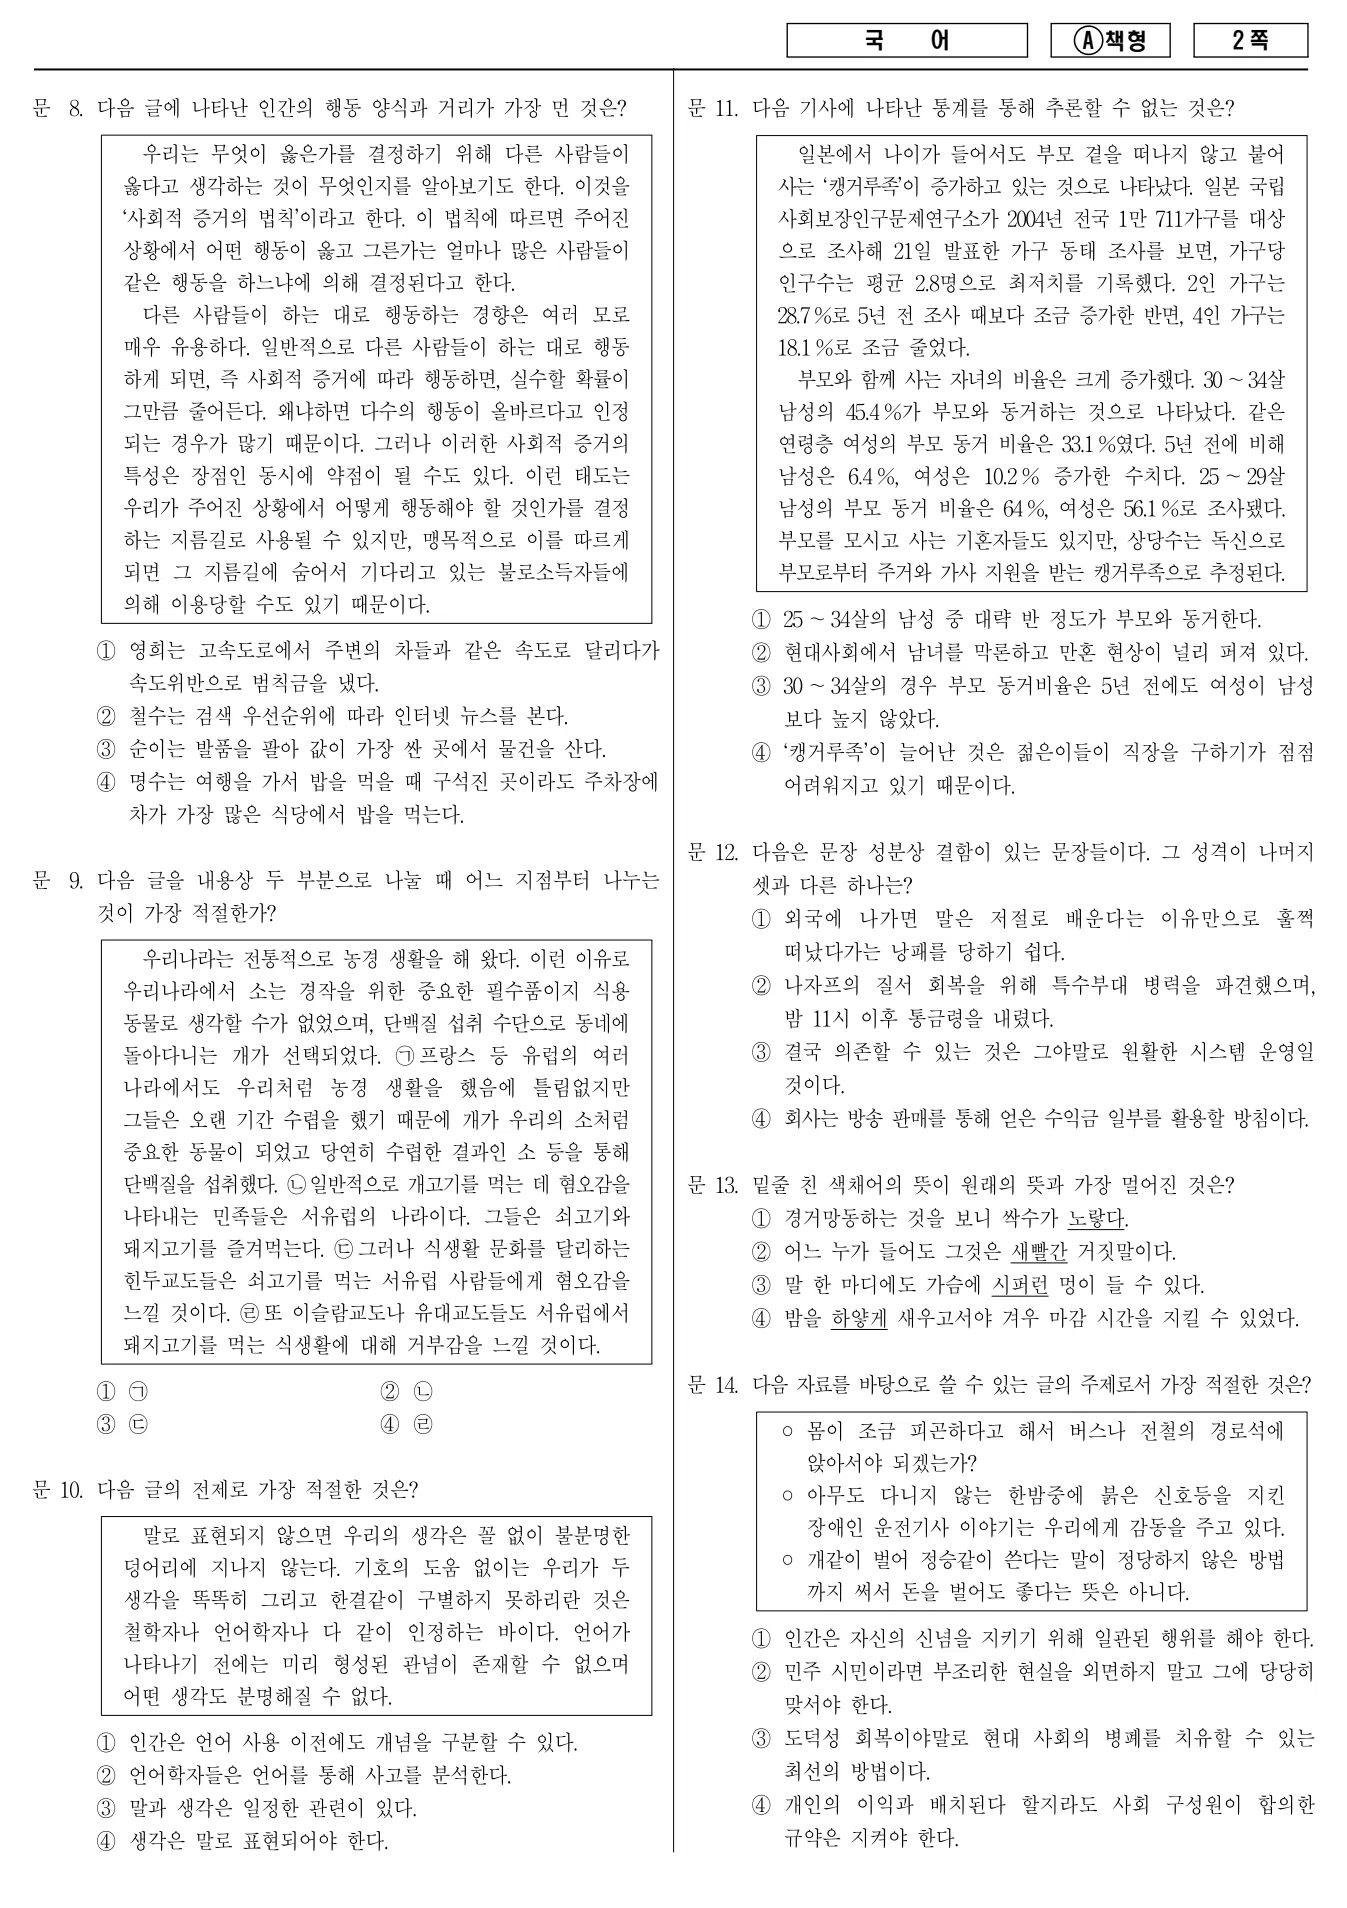 국 어
Ⓐ책형
2쪽
문 8. 다음 글에 나타난 인간의 행동 양식과 거리가 가장 먼 것은?
우리는 무엇이 옳은가를 결정하기 위해 다른 사람들이
옳다고 생각하는 것이 무엇인지를 알아보기도 한다. 이것을
‘사회적 증거의 법칙’이라고 한다. 이 법칙에 따르면 주어진
상황에서 어떤 행동이 옳고 그른가는 얼마나 많은 사람들이
같은 행동을 하느냐에 의해 결정된다고 한다.
다른 사람들이 하는 대로 행동하는 경향은 여러 모로
매우 유용하다. 일반적으로 다른 사람들이 하는 대로 행동
하게 되면, 즉 사회적 증거에 따라 행동하면, 실수할 확률이
그만큼 줄어든다. 왜냐하면 다수의 행동이 올바르다고 인정
되는 경우가 많기 때문이다. 그러나 이러한 사회적 증거의
특성은 장점인 동시에 약점이 될 수도 있다. 이런 태도는
우리가 주어진 상황에서 어떻게 행동해야 할 것인가를 결정
하는 지름길로 사용될 수 있지만, 맹목적으로 이를 따르게
되면 그 지름길에 숨어서 기다리고 있는 불로소득자들에
의해 이용당할 수도 있기 때문이다.
① 영희는 고속도로에서 주변의 차들과 같은 속도로 달리다가
속도위반으로 범칙금을 냈다.
② 철수는 검색 우선순위에 따라 인터넷 뉴스를 본다.
③ 순이는 발품을 팔아 값이 가장 싼 곳에서 물건을 산다.
④ 명수는 여행을 가서 밥을 먹을 때 구석진 곳이라도 주차장에
차가 가장 많은 식당에서 밥을 먹는다.
문 9. 다음 글을 내용상 두 부분으로 나눌 때 어느 지점부터 나누는
것이 가장 적절한가?
우리나라는 전통적으로 농경 생활을 해 왔다. 이런 이유로
우리나라에서 소는 경작을 위한 중요한 필수품이지 식용
동물로 생각할 수가 없었으며, 단백질 섭취 수단으로 동네에
돌아다니는 개가 선택되었다. ㉠프랑스 등 유럽의 여러
나라에서도 우리처럼 농경 생활을 했음에 틀림없지만
그들은 오랜 기간 수렵을 했기 때문에 개가 우리의 소처럼
중요한 동물이 되었고 당연히 수렵한 결과인 소 등을 통해
단백질을 섭취했다. ㉡일반적으로 개고기를 먹는 데 혐오감을
나타내는 민족들은 서유럽의 나라이다. 그들은 쇠고기와
돼지고기를 즐겨먹는다. ㉢그러나 식생활 문화를 달리하는
힌두교도들은 쇠고기를 먹는 서유럽 사람들에게 혐오감을
느낄 것이다. ㉣또 이슬람교도나 유대교도들도 서유럽에서
돼지고기를 먹는 식생활에 대해 거부감을 느낄 것이다.
① ㉠ ② ㉡
③ ㉢ ④ ㉣
문 10. 다음 글의 전제로 가장 적절한 것은?
말로 표현되지 않으면 우리의 생각은 꼴 없이 불분명한
덩어리에 지나지 않는다. 기호의 도움 없이는 우리가 두
생각을 똑똑히 그리고 한결같이 구별하지 못하리란 것은
철학자나 언어학자나 다 같이 인정하는 바이다. 언어가
나타나기 전에는 미리 형성된 관념이 존재할 수 없으며
어떤 생각도 분명해질 수 없다.
① 인간은 언어 사용 이전에도 개념을 구분할 수 있다.
② 언어학자들은 언어를 통해 사고를 분석한다.
③ 말과 생각은 일정한 관련이 있다.
④ 생각은 말로 표현되어야 한다.
문 11. 다음 기사에 나타난 통계를 통해 추론할 수 없는 것은?
일본에서 나이가 들어서도 부모 곁을 떠나지 않고 붙어
사는 ‘캥거루족’이 증가하고 있는 것으로 나타났다. 일본 국립
사회보장인구문제연구소가 2004년 전국 1만 711가구를 대상
으로 조사해 21일 발표한 가구 동태 조사를 보면, 가구당
인구수는 평균 2.8명으로 최저치를 기록했다. 2인 가구는
28.7%로 5년 전 조사 때보다 조금 증가한 반면, 4인 가구는
18.1%로 조금 줄었다.
부모와 함께 사는 자녀의 비율은 크게 증가했다. 30 ~ 34살
남성의 45.4%가 부모와 동거하는 것으로 나타났다. 같은
연령층 여성의 부모 동거 비율은 33.1%였다. 5년 전에 비해
남성은 6.4%, 여성은 10.2% 증가한 수치다. 25 ~ 29살
남성의 부모 동거 비율은 64%, 여성은 56.1%로 조사됐다.
부모를 모시고 사는 기혼자들도 있지만, 상당수는 독신으로
부모로부터 주거와 가사 지원을 받는 캥거루족으로 추정된다.
① 25 ~ 34살의 남성 중 대략 반 정도가 부모와 동거한다.
② 현대사회에서 남녀를 막론하고 만혼 현상이 널리 퍼져 있다.
③ 30 ~ 34살의 경우 부모 동거비율은 5년 전에도 여성이 남성
보다 높지 않았다.
④ ‘캥거루족’이 늘어난 것은 젊은이들이 직장을 구하기가 점점
어려워지고 있기 때문이다.
문 12. 다음은 문장 성분상 결함이 있는 문장들이다. 그 성격이 나머지
셋과 다른 하나는?
① 외국에 나가면 말은 저절로 배운다는 이유만으로 훌쩍
떠났다가는 낭패를 당하기 쉽다.
② 나자프의 질서 회복을 위해 특수부대 병력을 파견했으며,
밤 11시 이후 통금령을 내렸다.
③ 결국 의존할 수 있는 것은 그야말로 원활한 시스템 운영일
것이다.
④ 회사는 방송 판매를 통해 얻은 수익금 일부를 활용할 방침이다.
문 13. 밑줄 친 색채어의 뜻이 원래의 뜻과 가장 멀어진 것은?
① 경거망동하는 것을 보니 싹수가 노랗다.
② 어느 누가 들어도 그것은 새빨간 거짓말이다.
③ 말 한 마디에도 가슴에 시퍼런 멍이 들 수 있다.
④ 밤을 하얗게 새우고서야 겨우 마감 시간을 지킬 수 있었다.
문 14. 다음 자료를 바탕으로 쓸 수 있는 글의 주제로서 가장 적절한 것은?
○ 몸이 조금 피곤하다고 해서 버스나 전철의 경로석에
앉아서야 되겠는가?
○ 아무도 다니지 않는 한밤중에 붉은 신호등을 지킨
장애인 운전기사 이야기는 우리에게 감동을 주고 있다.
○ 개같이 벌어 정승같이 쓴다는 말이 정당하지 않은 방법
까지 써서 돈을 벌어도 좋다는 뜻은 아니다.
① 인간은 자신의 신념을 지키기 위해 일관된 행위를 해야 한다.
② 민주 시민이라면 부조리한 현실을 외면하지 말고 그에 당당히
맞서야 한다.
③ 도덕성 회복이야말로 현대 사회의 병폐를 치유할 수 있는
최선의 방법이다.
④ 개인의 이익과 배치된다 할지라도 사회 구성원이 합의한
규약은 지켜야 한다.